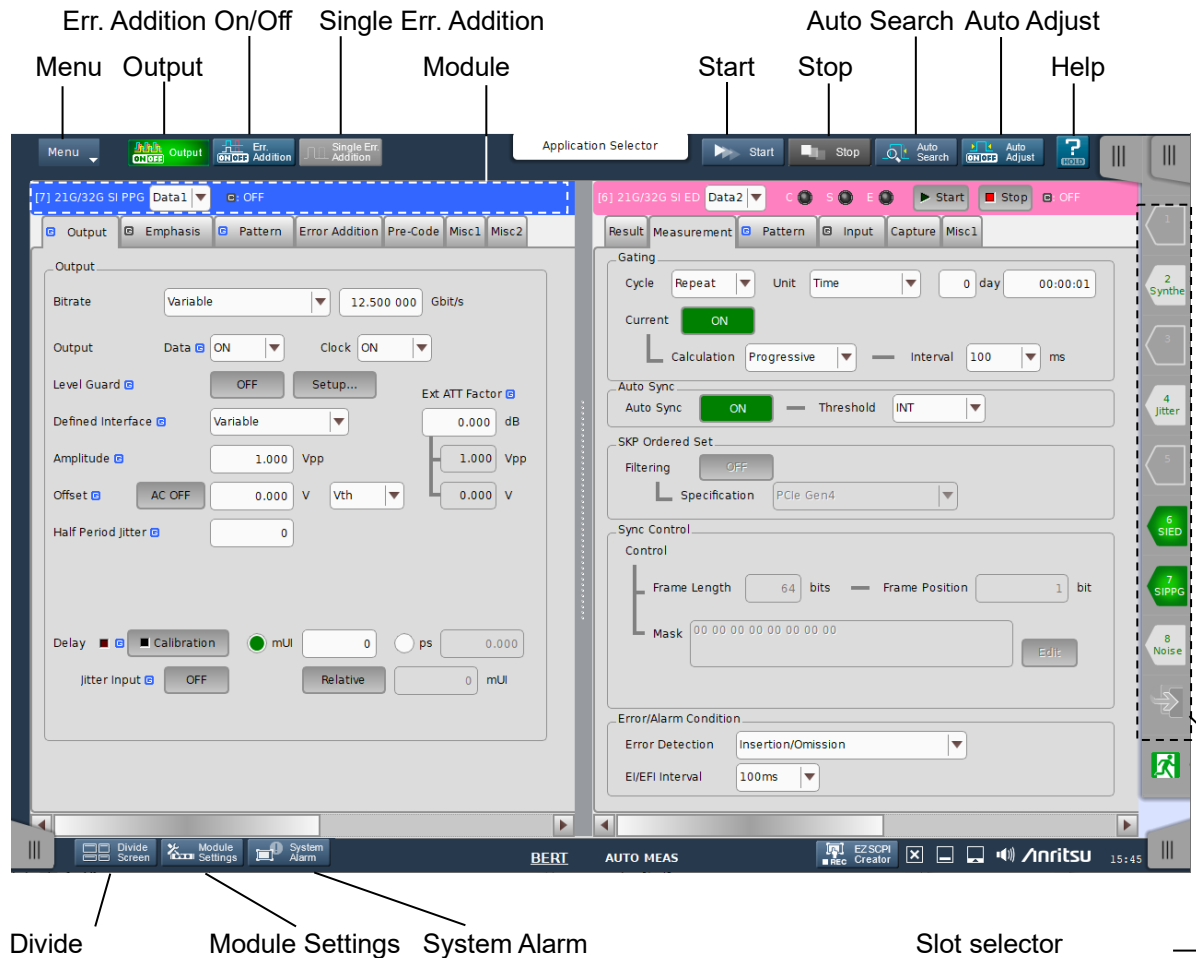 Err. Addition On/Off Single Err. Addition Auto Search Auto Adjust
Menu Output Module Start Stop Help
Menu
ON OFF Output
ON OFF Err. Addition
Single Err. Addition
Application Selector
Start
Stop
Auto Search
ON OFF Auto Adjust
?
HOLD
[7] 21G/32G SI PPG Data1 G: OFF
G Output G Emphasis G Pattern Error Addition Pre-Code Misc1 Misc2
Output
Bitrate Variable 12.500 000 Gbit/s
Output Data G ON Clock ON
Level Guard G OFF Setup...
Ext ATT Factor G
Defined Interface G Variable 0.000 dB
Amplitude G 1.000 Vpp 1.000 Vpp
Offset G AC OFF 0.000 V Vth 0.000 V
Half Period Jitter G 0
Delay G Calibration mUI 0 ps 0.000
Jitter Input G OFF Relative 0 mUI
[6] 21G/32G SI ED Data2 C S E Start Stop G OFF
Result Measurement G Pattern G Input Capture Misc1
Gating
Cycle Repeat Unit Time 0 day 00:00:01
Current ON
Calculation Progressive Interval 100 ms
Auto Sync
Auto Sync ON Threshold INT
SKP Ordered Set
Filtering OFF
Specification PCIe Gen4
Sync Control
Control
Frame Length 64 bits Frame Position 1 bit
Mask 00 00 00 00 00 00 00 00
Edit
Error/Alarm Condition
Error Detection Insertion/Omission
EI/EFI Interval 100ms
1
2
Synthe
3
4
Jitter
5
6
SIED
7
SIPPG
8
Noise
Divide Screen
Module Settings
System Alarm
BERT AUTO MEAS
REC EZ SCPI Creator
Anritsu 15:45
Divide Module Settings System Alarm Slot selector